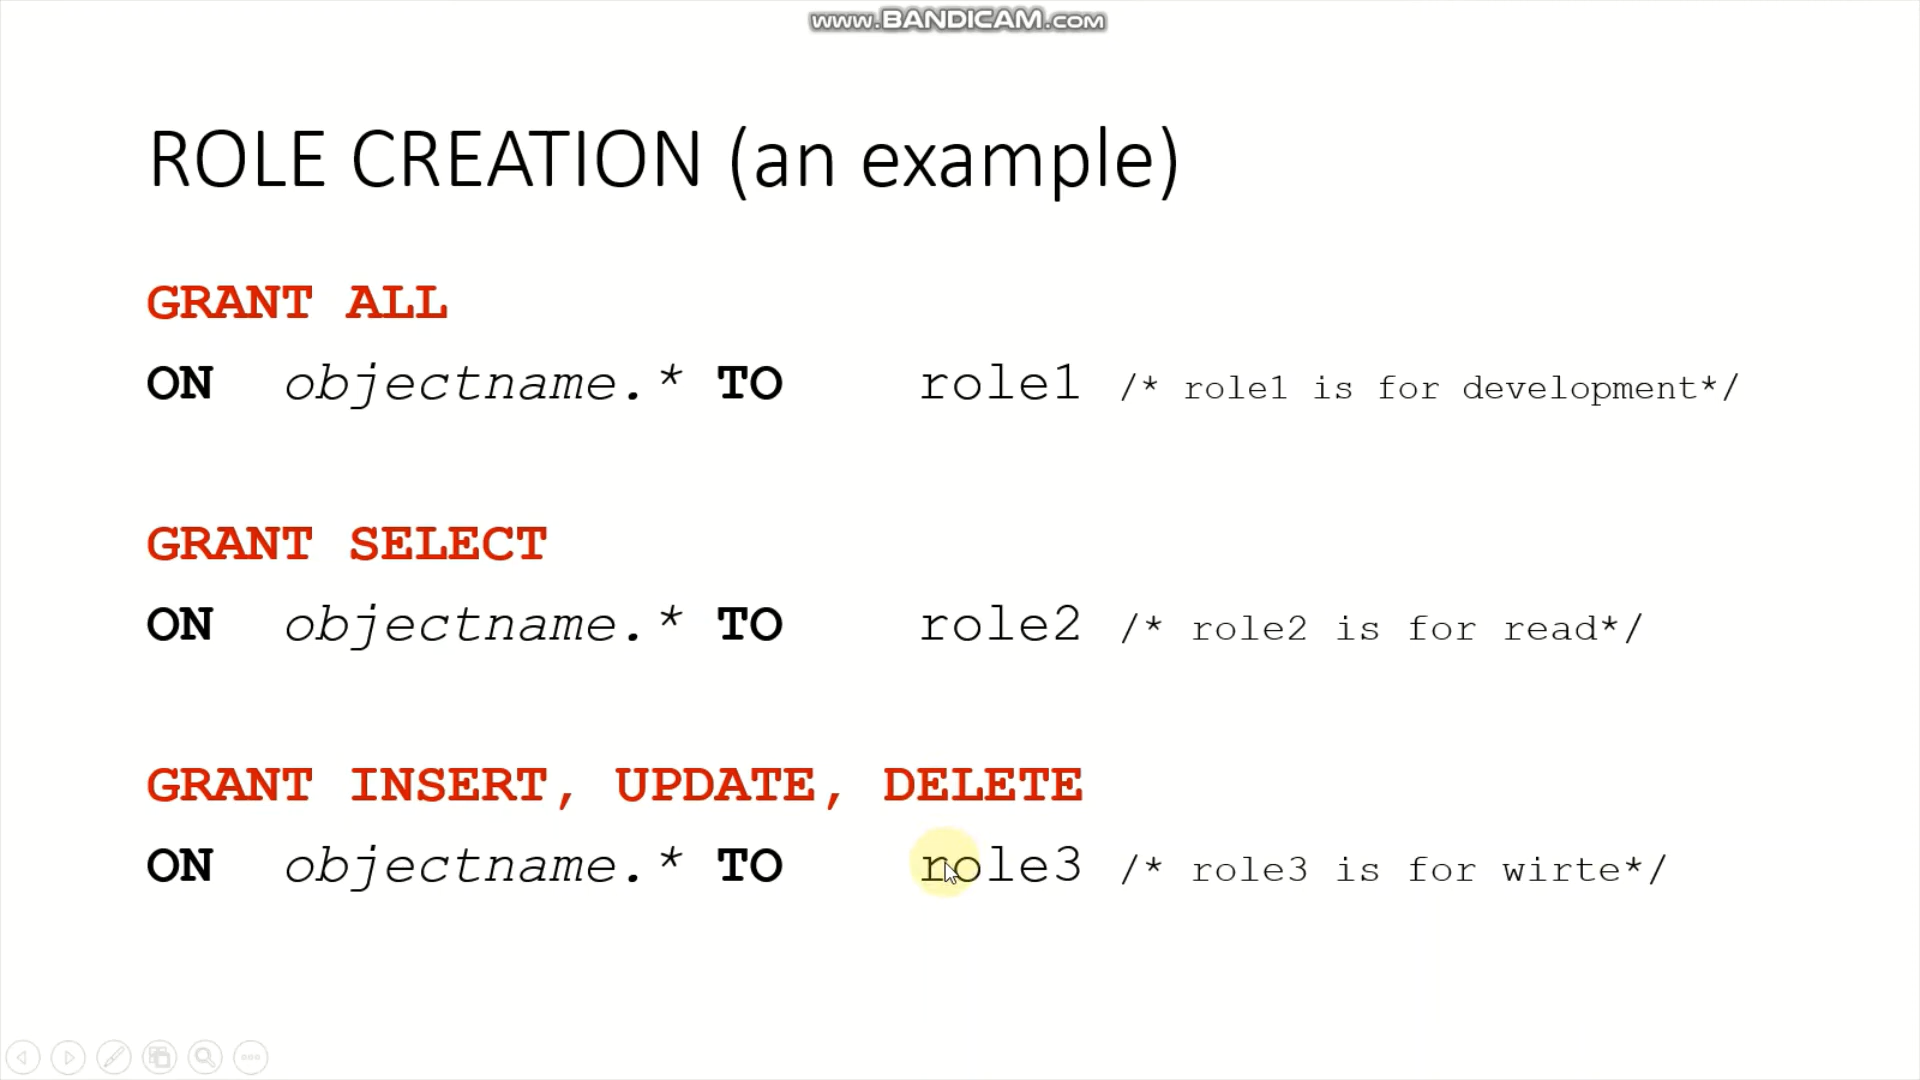 www.BANDICAM.com
ROLE CREATION (an example)
GRANT ALL
ON objectname.* TO role1 /* role1 is for development*/
GRANT SELECT
ON objectname.* TO role2 /* role2 is for read*/
GRANT INSERT, UPDATE, DELETE
ON objectname.* TO role3 /* role3 is for wirte*/